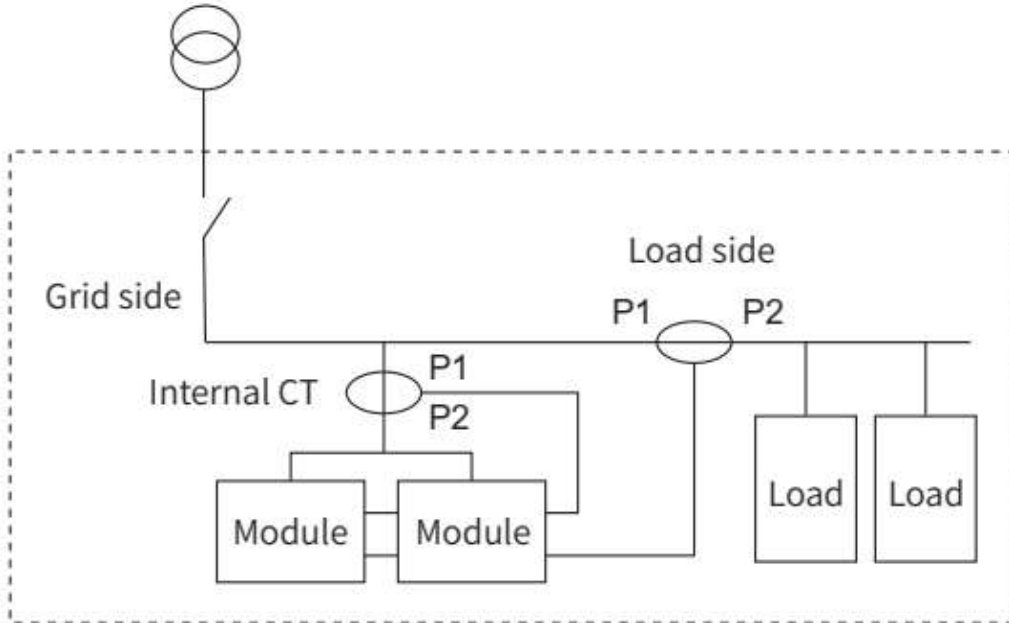 Load side
Grid side
P1
P2
Internal CT
P1
P2
Module
Module
Load
Load